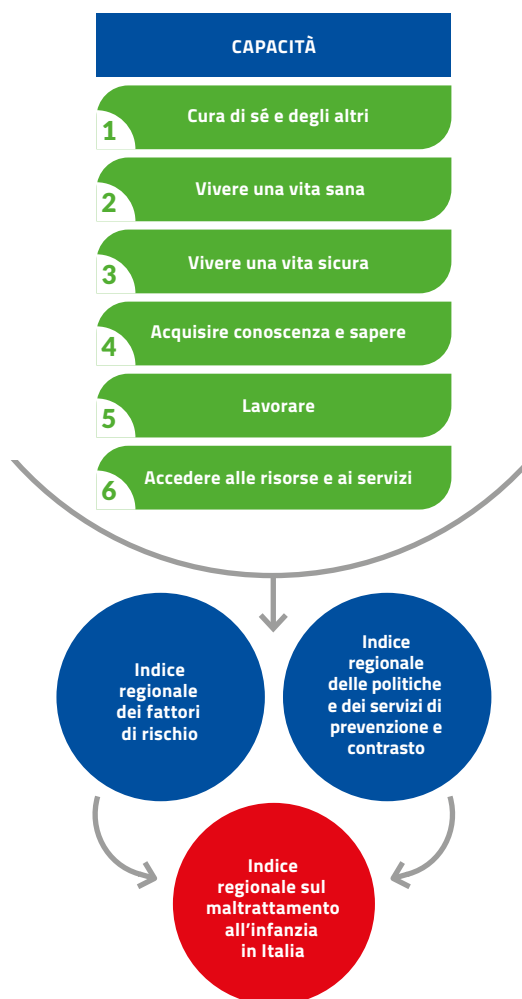 CAPACITÀ
1
Cura di sé e degli altri
2
Vivere una vita sana
3
Vivere una vita sicura
4
Acquisire conoscenza e sapere
5
Lavorare
6
Accedere alle risorse e ai servizi
Indice
regionale
dei fattori
di rischio
Indice
regionale
delle politiche
e dei servizi di
prevenzione e
contrasto
Indice
regionale sul
maltrattamento
all'infanzia
in Italia